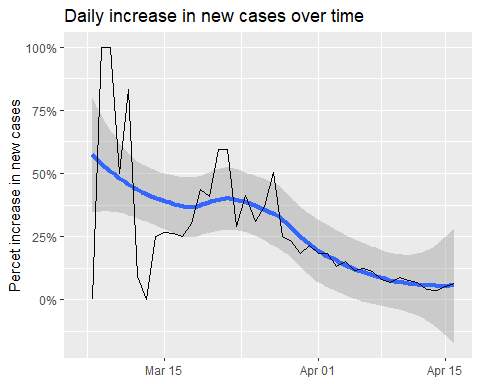 Daily increase in new cases over time
100%
75%
50%
25%
0%
Percet increase in new cases
Mar 15
Apr 01
Apr 15